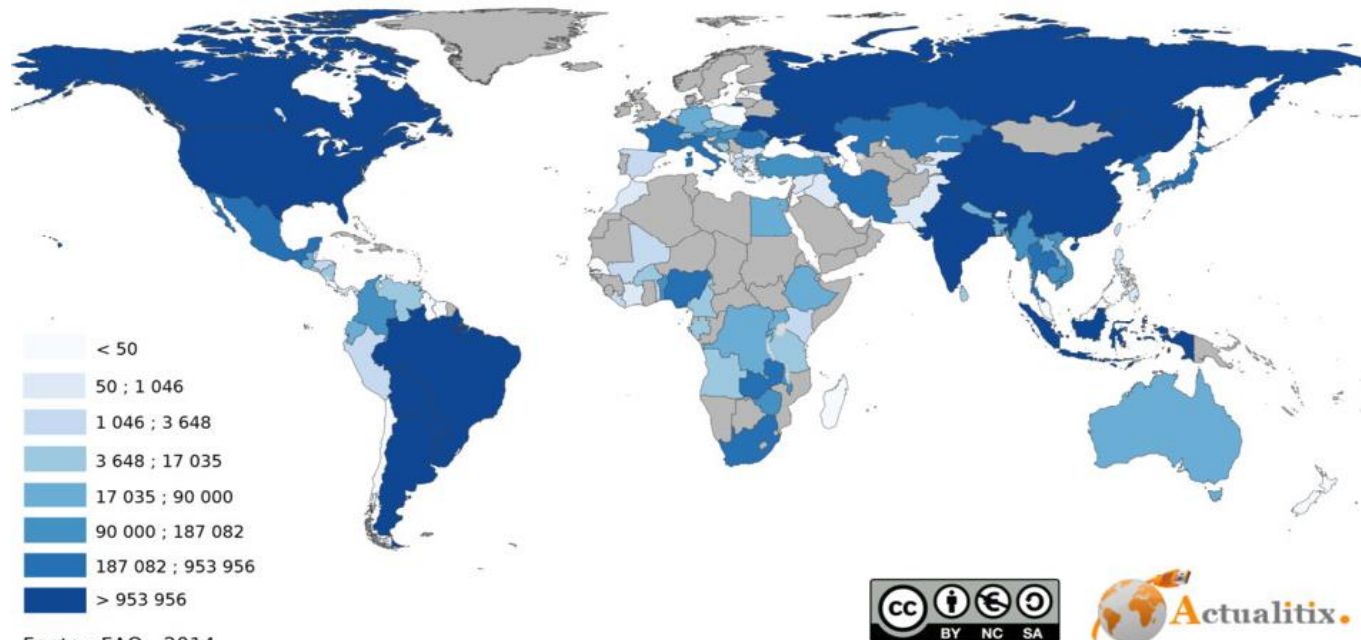 < 50
50 ; 1 046
1 046 ; 3 648
3 648 ; 17 035
17 035 ; 90 000
90 000 ; 187 082
187 082 ; 953 956
> 953 956
cc
BY NC SA
Actualitix.